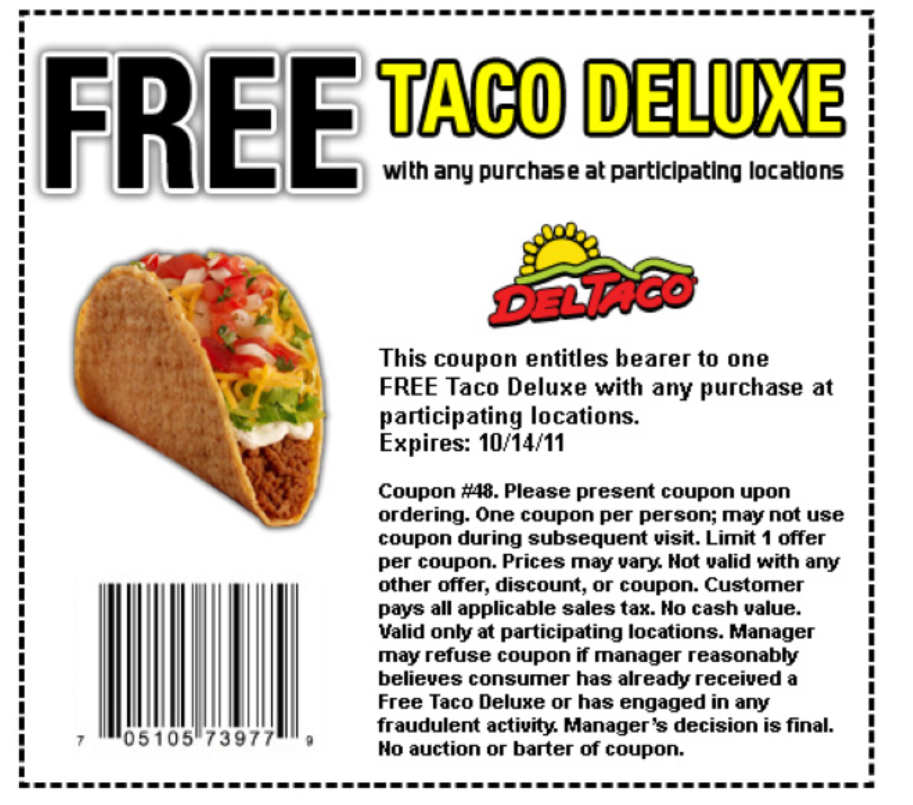 FREE TACO DELUXE
with any purchase at participating locations
DEL TACO
This coupon entitles bearer to one
FREE Taco Deluxe with any purchase at
participating locations.
Expires: 10/14/11
Coupon #48. Please present coupon upon
ordering. One coupon per person; may not use
coupon during subsequent visit. Limit 1 offer
per coupon. Prices may vary. Not valid with any
other offer, discount, or coupon. Customer
pays all applicable sales tax. No cash value.
Valid only at participating locations. Manager
may refuse coupon if manager reasonably
believes consumer has already received a
Free Taco Deluxe or has engaged in any
fraudulent activity. Manager's decision is final.
No auction or barter of coupon.
7 05105 73977 9